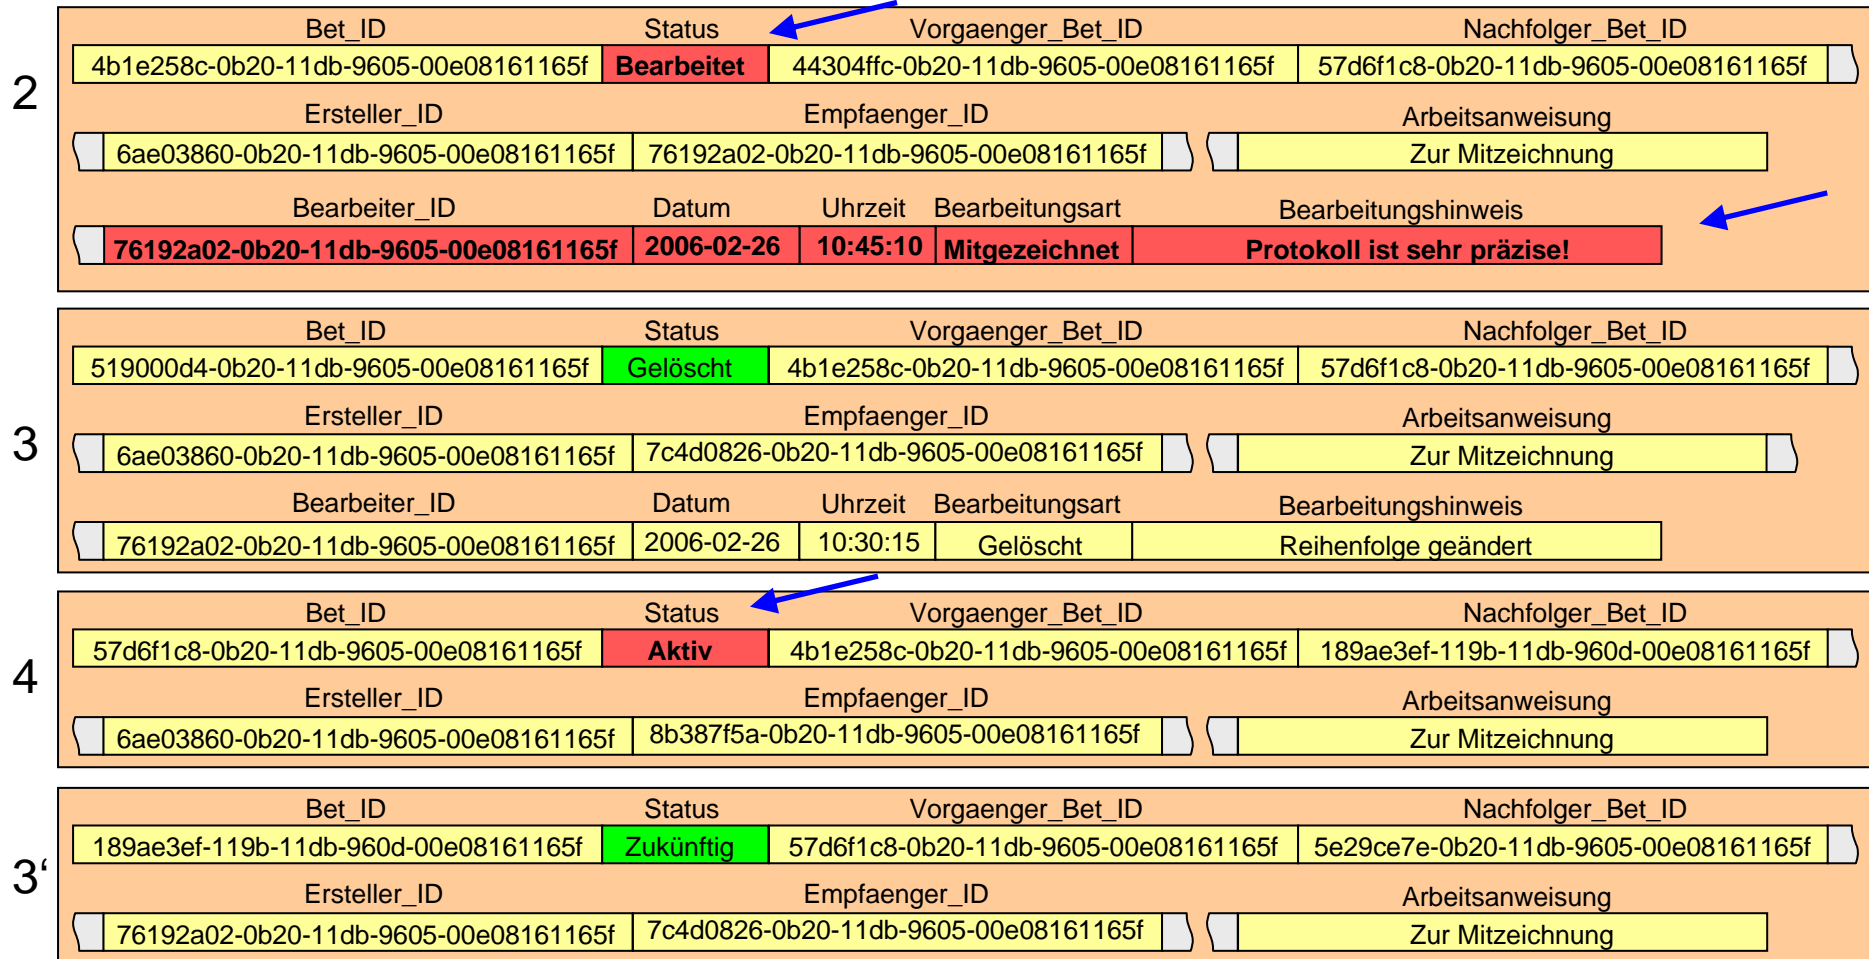 2
Bet_ID Status Vorgaenger_Bet_ID Nachfolger_Bet_ID
4b1e258c-0b20-11db-9605-00e08161165f Bearbeitet 44304ffc-0b20-11db-9605-00e08161165f 57d6f1c8-0b20-11db-9605-00e08161165f
Ersteller_ID Empfaenger_ID Arbeitsanweisung
6ae03860-0b20-11db-9605-00e08161165f 76192a02-0b20-11db-9605-00e08161165f Zur Mitzeichnung
Bearbeiter_ID Datum Uhrzeit Bearbeitungsart Bearbeitungshinweis
76192a02-0b20-11db-9605-00e08161165f 2006-02-26 10:45:10 Mitgezeichnet Protokoll ist sehr präzise!
3
Bet_ID Status Vorgaenger_Bet_ID Nachfolger_Bet_ID
519000d4-0b20-11db-9605-00e08161165f Gelöscht 4b1e258c-0b20-11db-9605-00e08161165f 57d6f1c8-0b20-11db-9605-00e08161165f
Ersteller_ID Empfaenger_ID Arbeitsanweisung
6ae03860-0b20-11db-9605-00e08161165f 7c4d0826-0b20-11db-9605-00e08161165f Zur Mitzeichnung
Bearbeiter_ID Datum Uhrzeit Bearbeitungsart Bearbeitungshinweis
76192a02-0b20-11db-9605-00e08161165f 2006-02-26 10:30:15 Gelöscht Reihenfolge geändert
4
Bet_ID Status Vorgaenger_Bet_ID Nachfolger_Bet_ID
57d6f1c8-0b20-11db-9605-00e08161165f Aktiv 4b1e258c-0b20-11db-9605-00e08161165f 189ae3ef-119b-11db-960d-00e08161165f
Ersteller_ID Empfaenger_ID Arbeitsanweisung
6ae03860-0b20-11db-9605-00e08161165f 8b387f5a-0b20-11db-9605-00e08161165f Zur Mitzeichnung
3‘
Bet_ID Status Vorgaenger_Bet_ID Nachfolger_Bet_ID
189ae3ef-119b-11db-960d-00e08161165f Zukünftig 57d6f1c8-0b20-11db-9605-00e08161165f 5e29ce7e-0b20-11db-9605-00e08161165f
Ersteller_ID Empfaenger_ID Arbeitsanweisung
76192a02-0b20-11db-9605-00e08161165f 7c4d0826-0b20-11db-9605-00e08161165f Zur Mitzeichnung